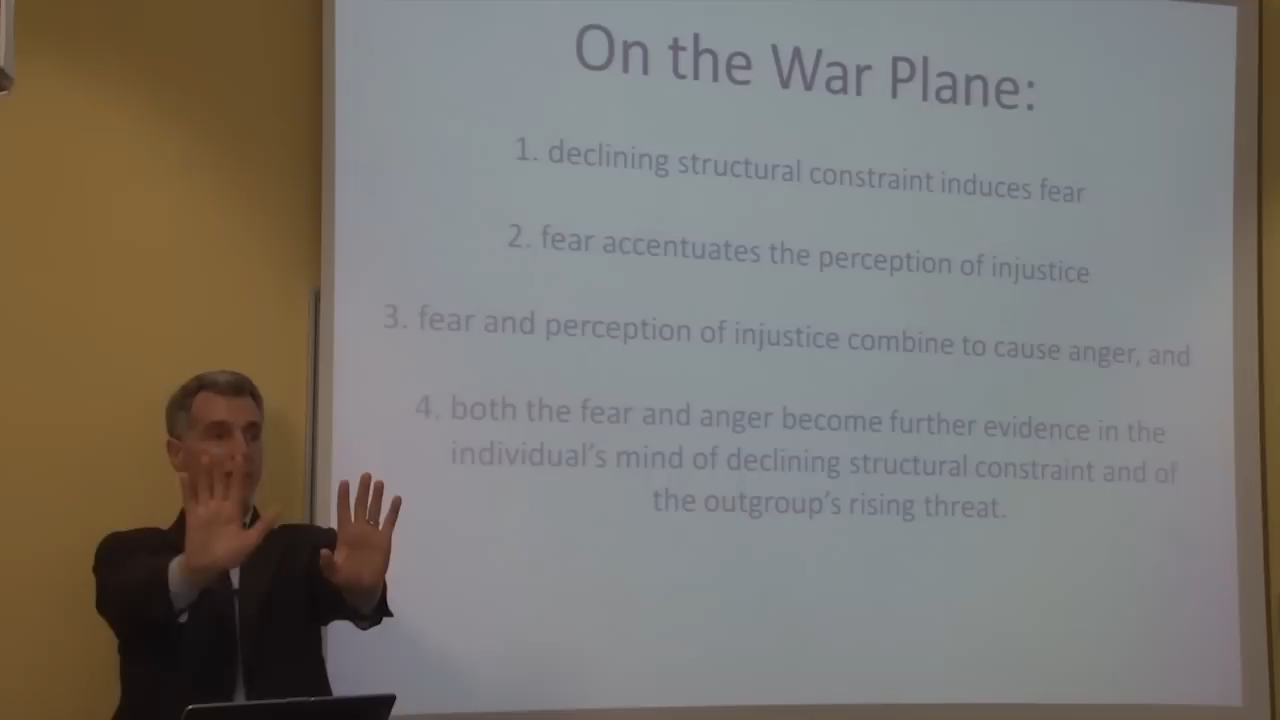 On the War Plane:
1. declining structural constraint induces fear
2. fear accentuates the perception of injustice
3. fear and perception of injustice combine to cause anger, and
4. both the fear and anger become further evidence in the
individual's mind of declining structural constraint and of
the outgroup's rising threat.